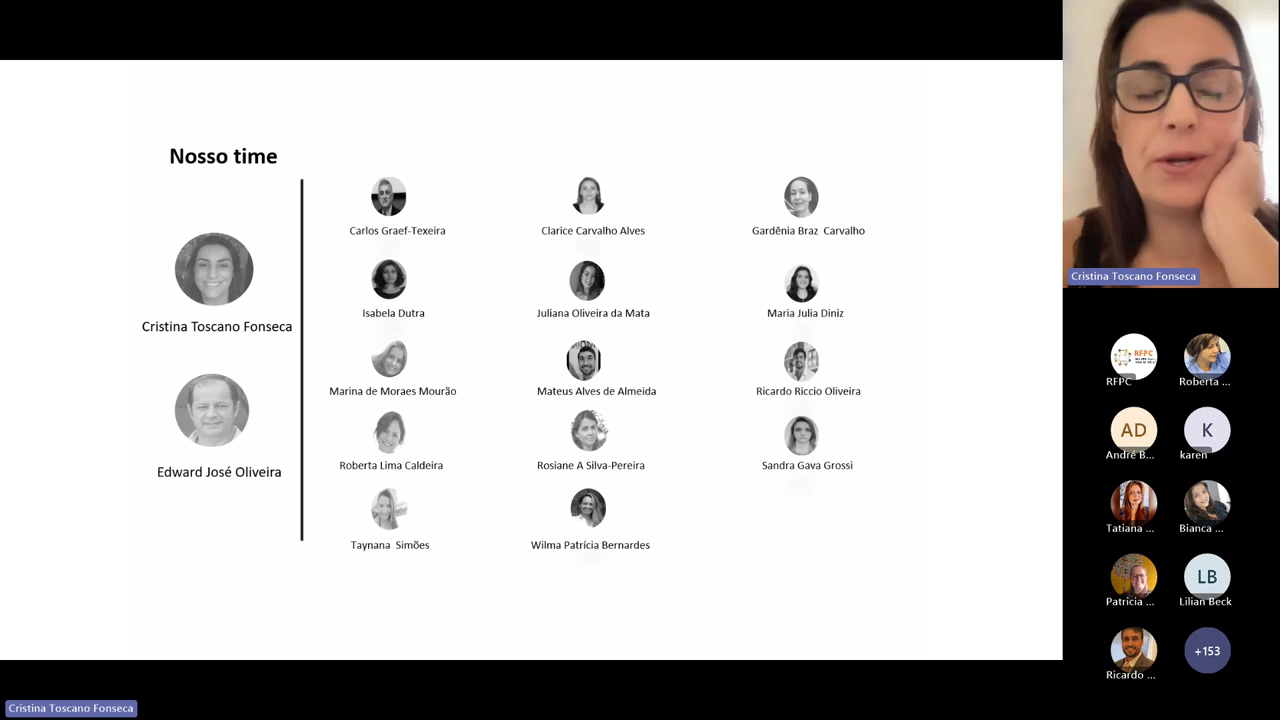 Nosso time
Cristina Toscano Fonseca
Edward José Oliveira
Carlos Graef-Texeira
Clarice Carvalho Alves
Gardênia Braz Carvalho
Isabela Dutra
Juliana Oliveira da Mata
Maria Julia Diniz
Marina de Moraes Mourão
Mateus Alves de Almeida
Ricardo Riccio Oliveira
Roberta Lima Caldeira
Rosiane A Silva-Pereira
Sandra Gava Grossi
Taynana Simões
Wilma Patrícia Bernardes
Cristina Toscano Fonseca
RFPC
RFPC
Roberta ...
AD
André B...
K
karen
Tatiana ...
Bianca ...
Patricia ...
LB
Lilian Beck
Ricardo ...
+153
Cristina Toscano Fonseca